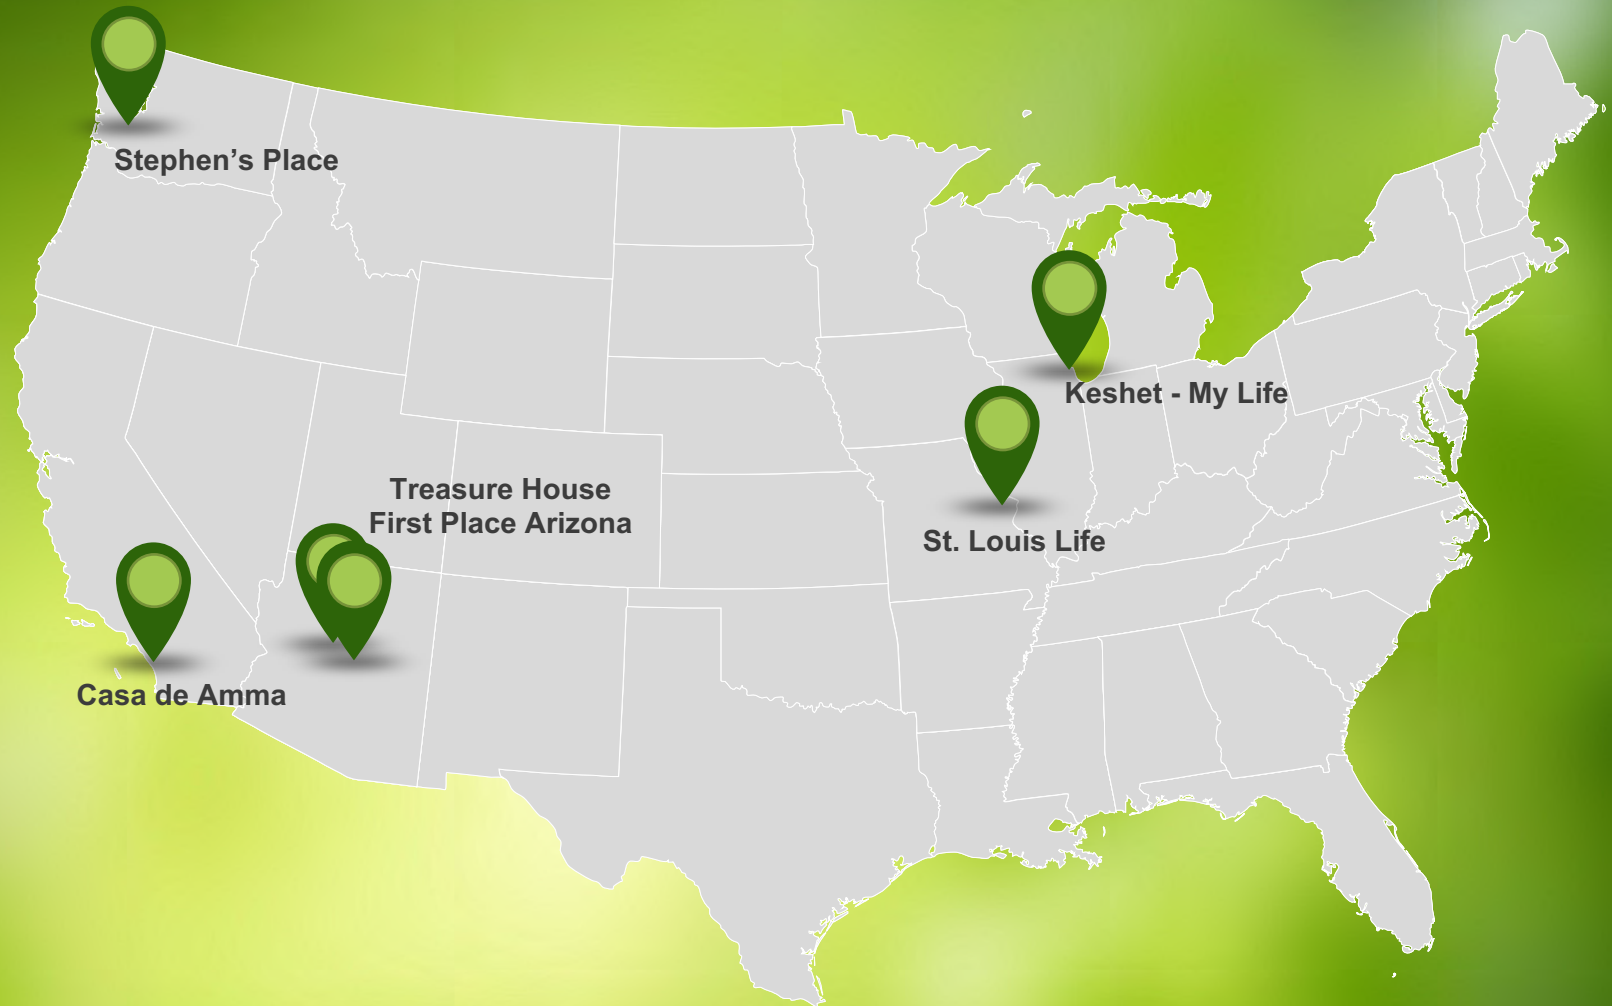 Stephen's Place
Keshet - My Life
Treasure House
First Place Arizona
St. Louis Life
Casa de Amma